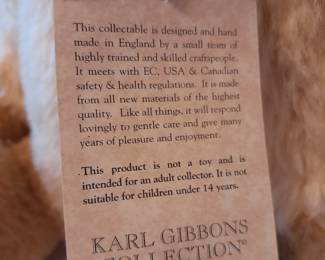 This collectable is designed and hand
made in England by a small team of
highly trained and skilled craftspeople.
It meets with EC, USA & Canadian
safety & health regulations. It is made
from all new materials of the highest
quality. Like all things, it will respond
lovingly to gentle care and give many
years of pleasure and enjoyment.
This product is not a toy and is
intended for an adult collector. It is not
suitable for children under 14 years.
KARL GIBBONS
COLLECTION®